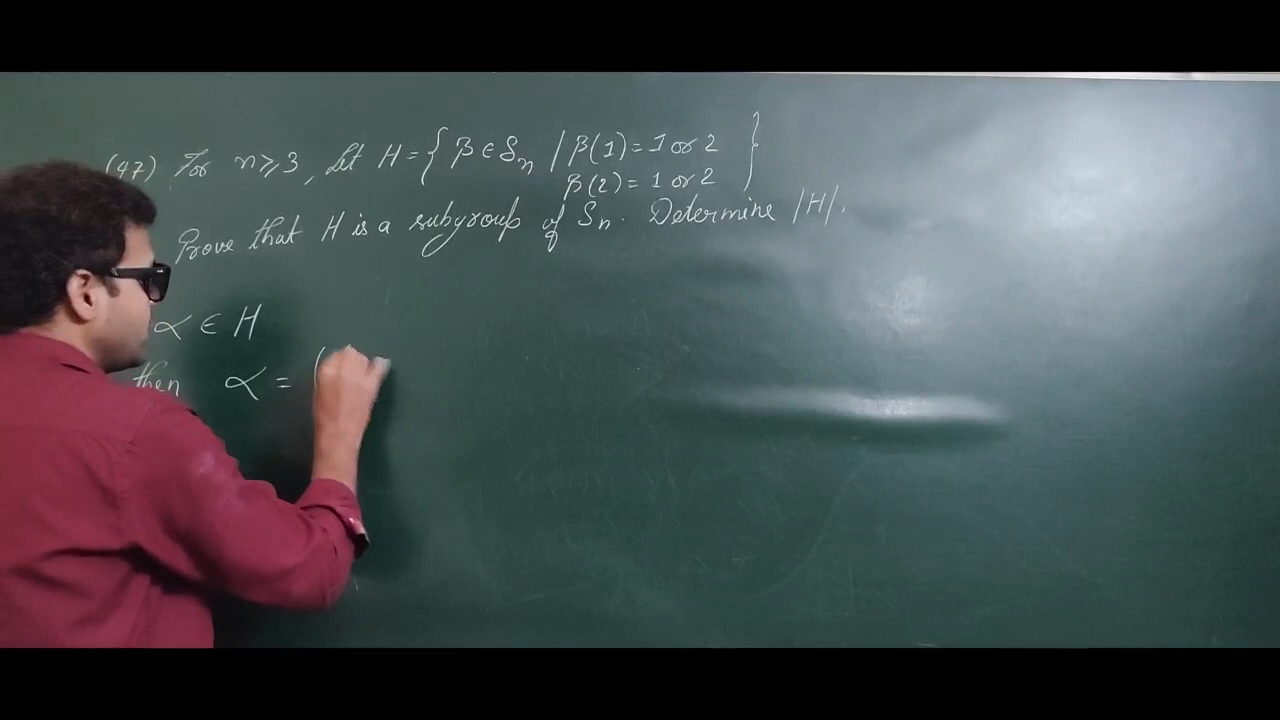 (47) For n ≥ 3, Let H = { β ∈ Sn / β(1) = 1 or 2
β(2) = 1 or 2 }
Prove that H is a subgroup of Sn. Determine |H|.
α ∈ H
then α = (